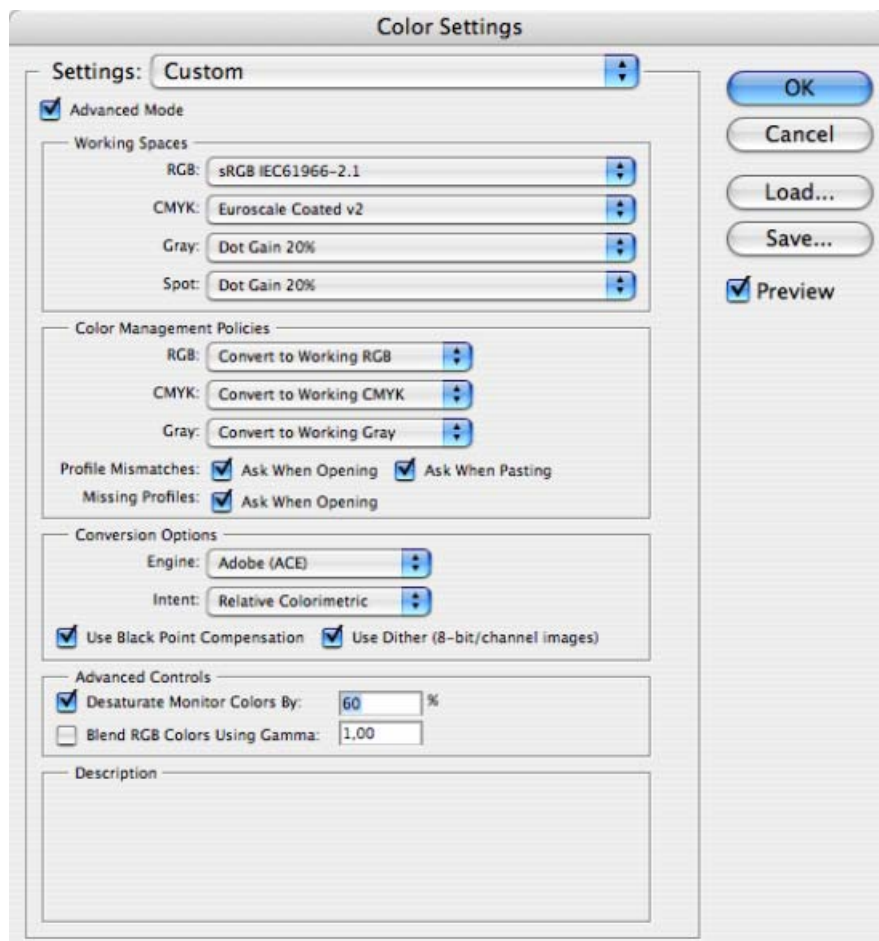 Color Settings
Settings: Custom
OK
Advanced Mode
Cancel
Working Spaces
RGB: sRGB IEC61966-2.1
Load...
CMYK: Euroscale Coated v2
Save...
Gray: Dot Gain 20%
Spot: Dot Gain 20%
Preview
Color Management Policies
RGB: Convert to Working RGB
CMYK: Convert to Working CMYK
Gray: Convert to Working Gray
Profile Mismatches: Ask When Opening Ask When Pasting
Missing Profiles: Ask When Opening
Conversion Options
Engine: Adobe (ACE)
Intent: Relative Colorimetric
Use Black Point Compensation Use Dither (8-bit/channel images)
Advanced Controls
Desaturate Monitor Colors By: 60 %
Blend RGB Colors Using Gamma: 1,00
Description